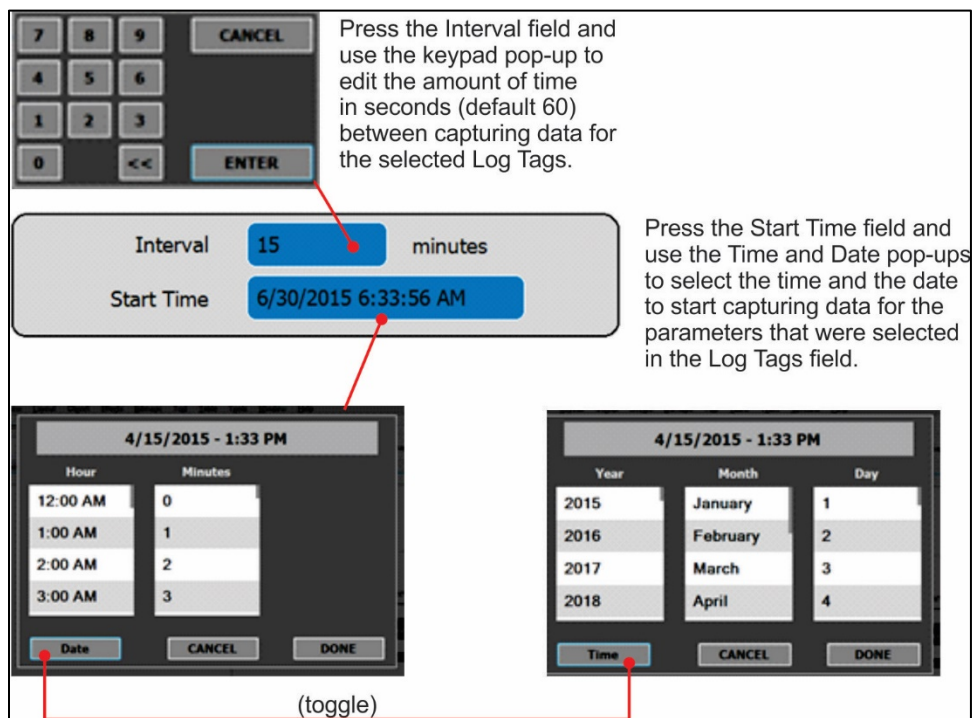 7 8 9 CANCEL
4 5 6
1 2 3
0 << ENTER
Press the Interval field and
use the keypad pop-up to
edit the amount of time
in seconds (default 60)
between capturing data for
the selected Log Tags.
Interval 15 minutes
Start Time 6/30/2015 6:33:56 AM
Press the Start Time field and
use the Time and Date pop-ups
to select the time and the date
to start capturing data for the
parameters that were selected
in the Log Tags field.
4/15/2015 - 1:33 PM
Hour Minutes
12:00 AM 0
1:00 AM 1
2:00 AM 2
3:00 AM 3
Date CANCEL DONE
4/15/2015 - 1:33 PM
Year Month Day
2015 January 1
2016 February 2
2017 March 3
2018 April 4
Time CANCEL DONE
(toggle)